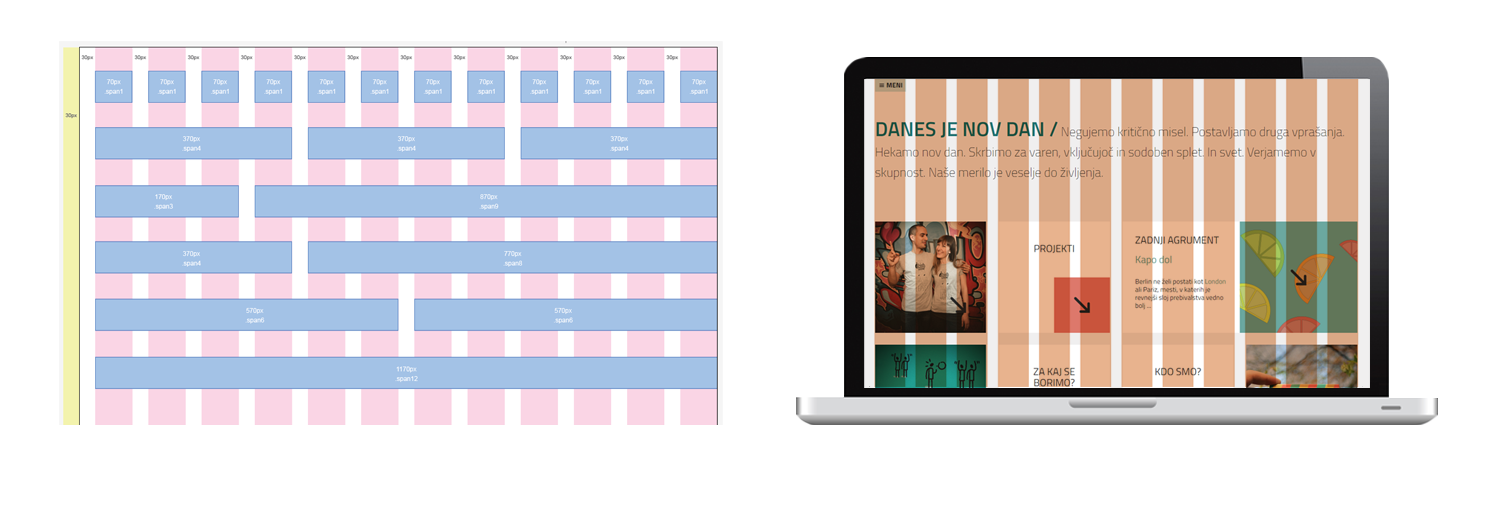 30px 30px 30px 30px 30px 30px 30px 30px 30px 30px 30px 30px
70px 70px 70px 70px 70px 70px 70px 70px 70px 70px 70px 70px
.span1 .span1 .span1 .span1 .span1 .span1 .span1 .span1 .span1 .span1 .span1 .span1
30px
370px 370px 370px
.span4 .span4 .span4
170px 870px
.span3 .span9
370px 770px
.span4 .span8
570px 570px
.span6 .span6
1170px
.span12
≡ MENI
DANES JE NOV DAN / Negujemo kritično misel. Postavljamo druga vprašanja.
Hekamo nov dan. Skrbimo za varen, vključujoč in sodoben splet. In svet. Verjamemo v
skupnost. Naše merilo je veselje do življenja.
PROJEKTI
ZADNJI AGRUMENT
Kapo dol
Berlin ne želi postati kot London
ali Pariz, mesti, v katerih je
revnejši sloj prebivalstva vedno
bolj ...
ZA KAJ SE
BORIMO?
KDO SMO?